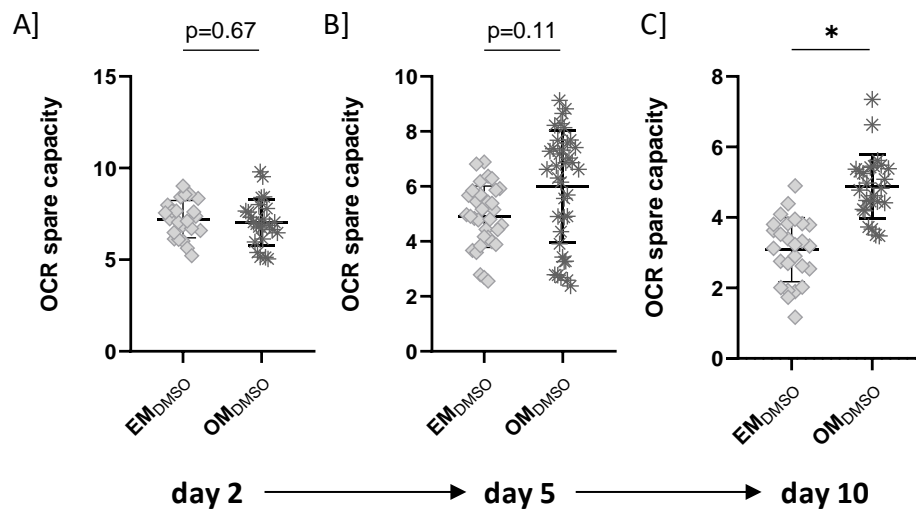 A]
p=0.67
OCR spare capacity
15
10
5
0
EMDMSO
OMDMSO
B]
p=0.11
OCR spare capacity
10
8
6
4
2
0
EMDMSO
OMDMSO
C]
*
OCR spare capacity
8
6
4
2
0
EMDMSO
OMDMSO
day 2
day 5
day 10